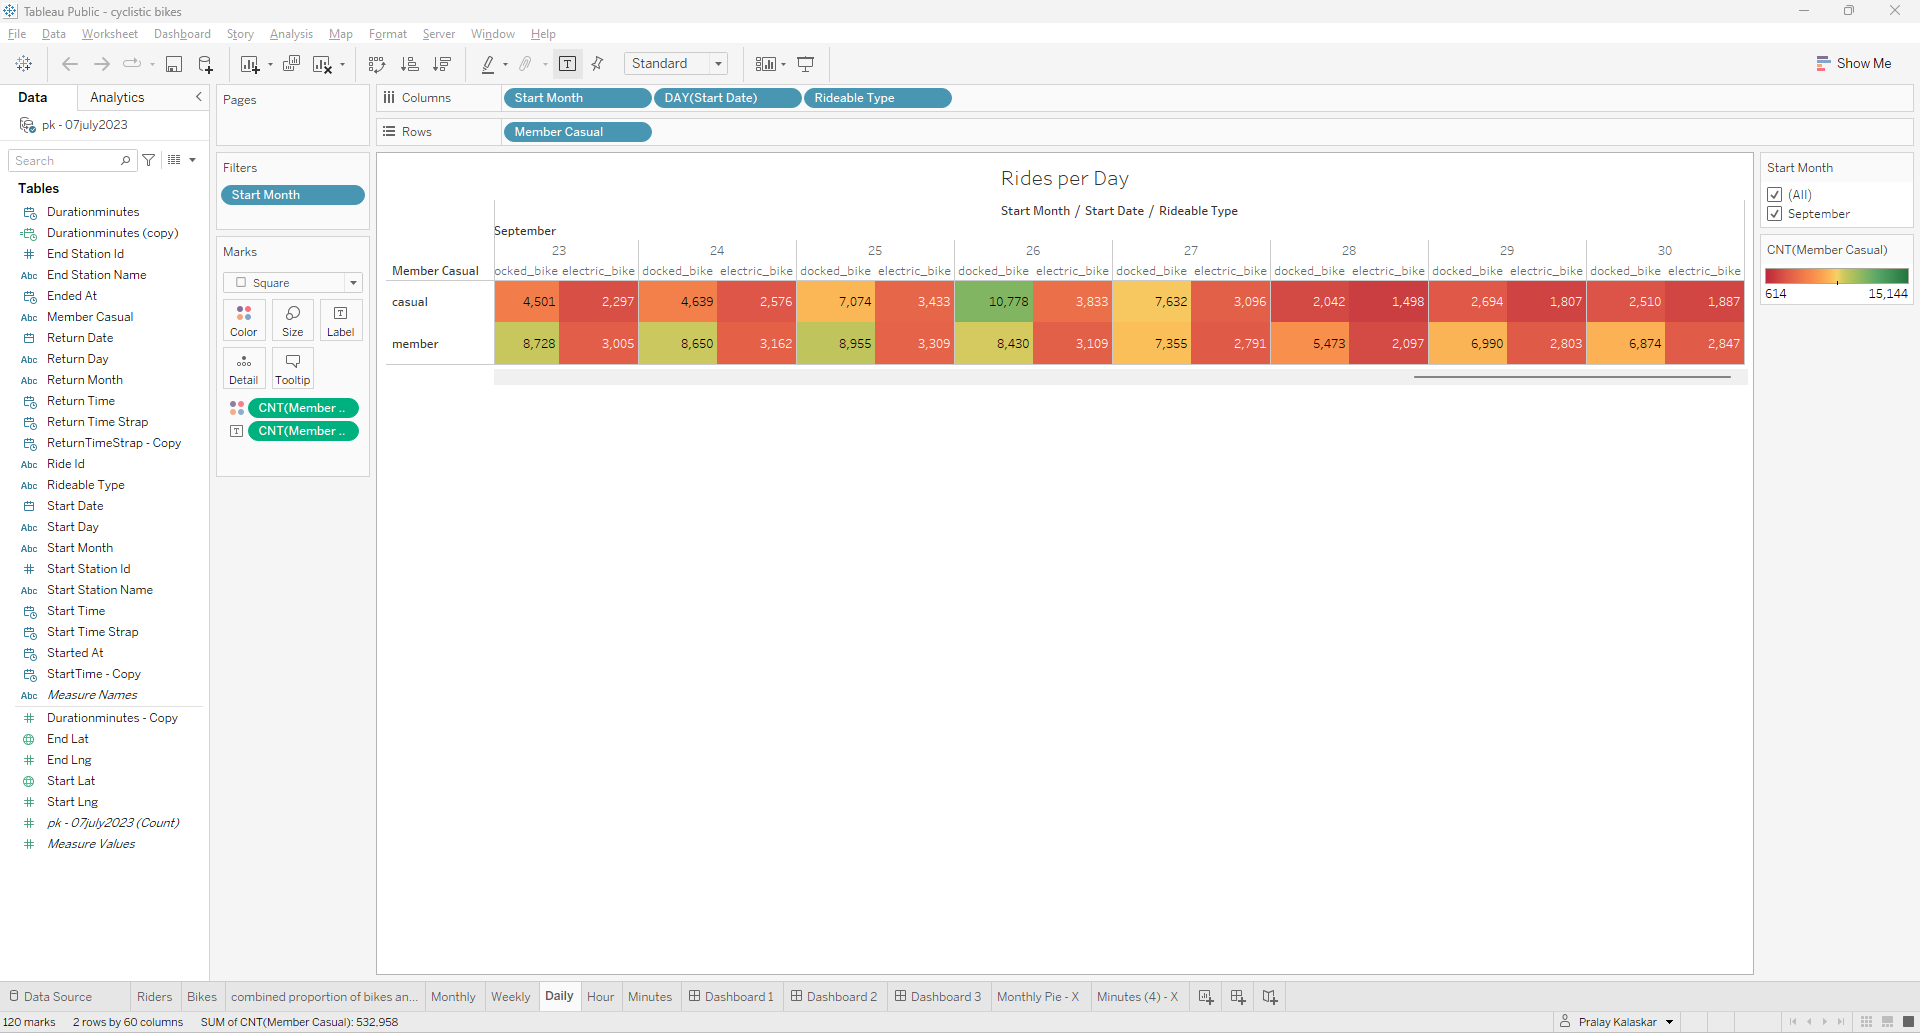 Tableau Public - cyclistic bikes
File Data Worksheet Dashboard Story Analysis Map Format Server Window Help
Standard
Show Me
Data Analytics
pk - 07july2023
Search
Tables
Durationminutes
Durationminutes (copy)
# End Station Id
Abc End Station Name
Ended At
Abc Member Casual
Return Date
Abc Return Day
Abc Return Month
Return Time
Return Time Strap
ReturnTimeStrap - Copy
Abc Ride Id
Abc Rideable Type
Start Date
Abc Start Day
Abc Start Month
# Start Station Id
Abc Start Station Name
Start Time
Start Time Strap
Started At
StartTime - Copy
Abc Measure Names
# Durationminutes - Copy
End Lat
# End Lng
Start Lat
# Start Lng
# pk - 07july2023 (Count)
# Measure Values
Pages
Filters
Start Month
Marks
Square
Color Size Label
Detail Tooltip
CNT(Member ..
CNT(Member ..
Columns Start Month DAY(Start Date) Rideable Type
Rows Member Casual
Rides per Day
Start Month / Start Date / Rideable Type
September
23 24 25 26 27 28 29 30
Member Casual ocked_bike electric_bike docked_bike electric_bike docked_bike electric_bike docked_bike electric_bike docked_bike electric_bike docked_bike electric_bike docked_bike electric_bike docked_bike electric_bike
casual 4,501 2,297 4,639 2,576 7,074 3,433 10,778 3,833 7,632 3,096 2,042 1,498 2,694 1,807 2,510 1,887
member 8,728 3,005 8,650 3,162 8,955 3,309 8,430 3,109 7,355 2,791 5,473 2,097 6,990 2,803 6,874 2,847
Start Month
(All)
September
CNT(Member Casual)
614 15,144
Data Source Riders Bikes combined proportion of bikes an... Monthly Weekly Daily Hour Minutes Dashboard 1 Dashboard 2 Dashboard 3 Monthly Pie - X Minutes (4) - X
120 marks 2 rows by 60 columns SUM of CNT(Member Casual): 532,958
Pralay Kalaskar